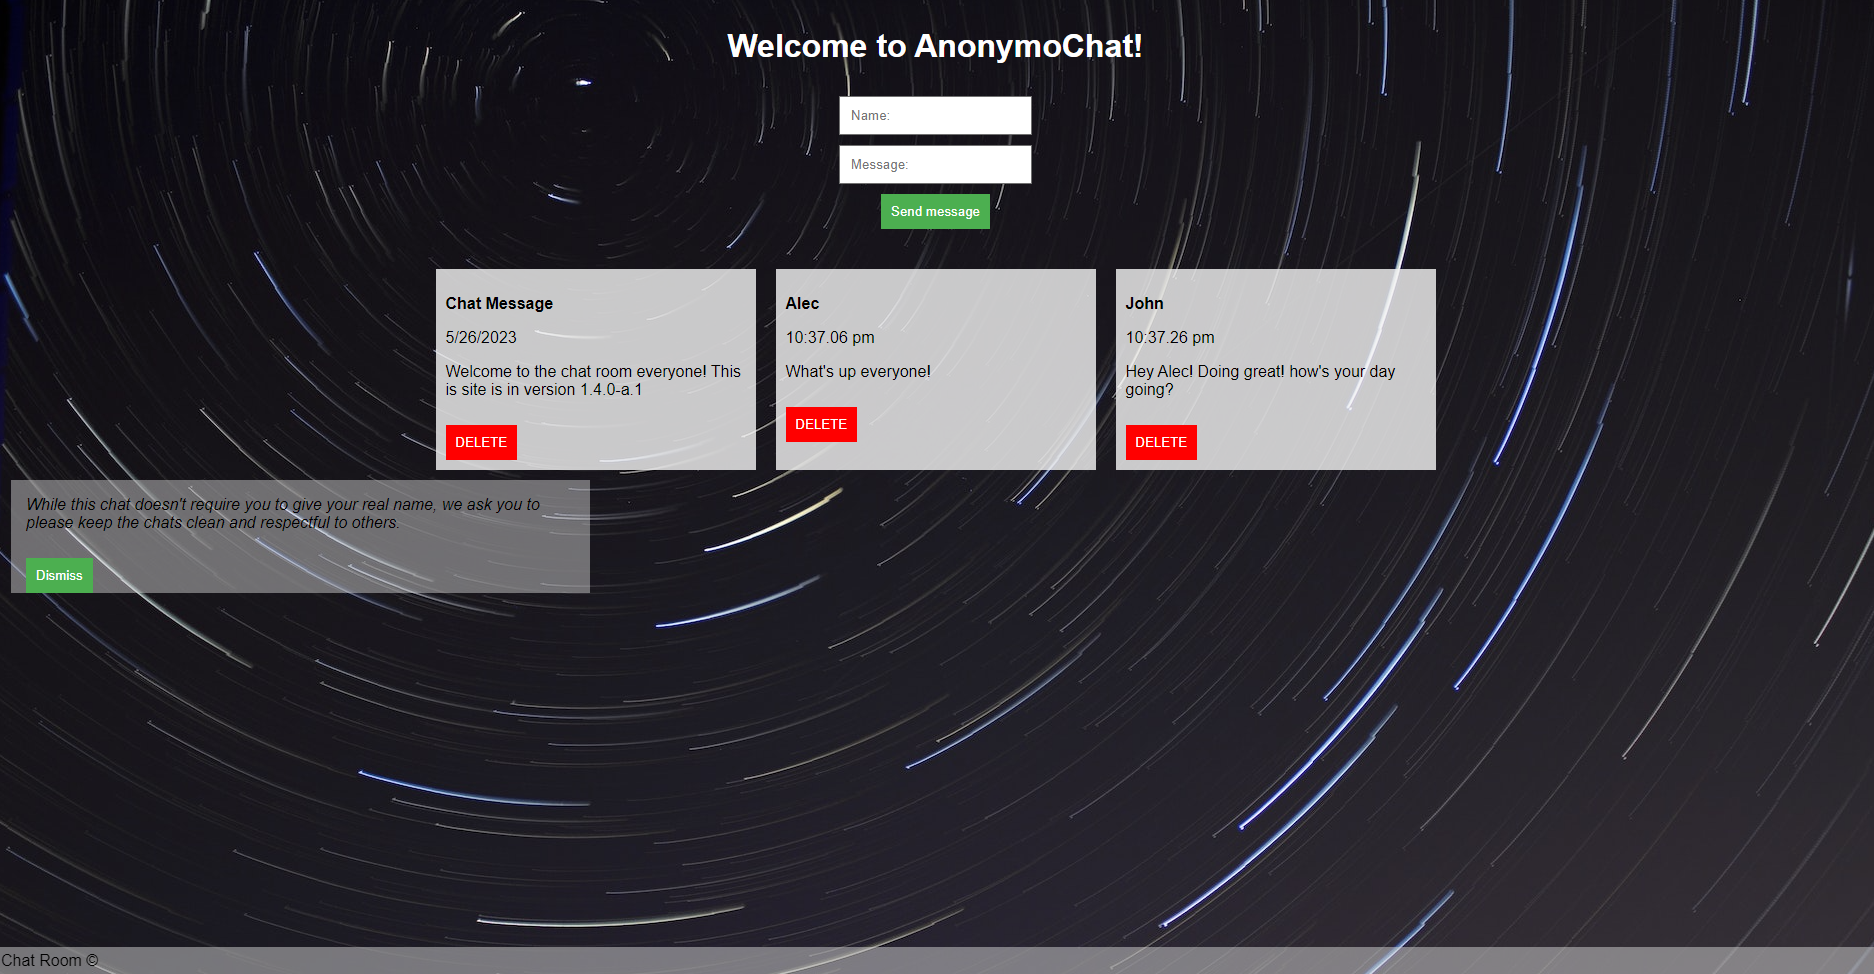 Welcome to AnonymoChat!
Name:
Message:
Send message
Chat Message
5/26/2023
Welcome to the chat room everyone! This
is site is in version 1.4.0-a.1
DELETE
Alec
10:37.06 pm
What's up everyone!
DELETE
John
10:37.26 pm
Hey Alec! Doing great! how's your day
going?
DELETE
While this chat doesn't require you to give your real name, we ask you to
please keep the chats clean and respectful to others.
Dismiss
Chat Room ©